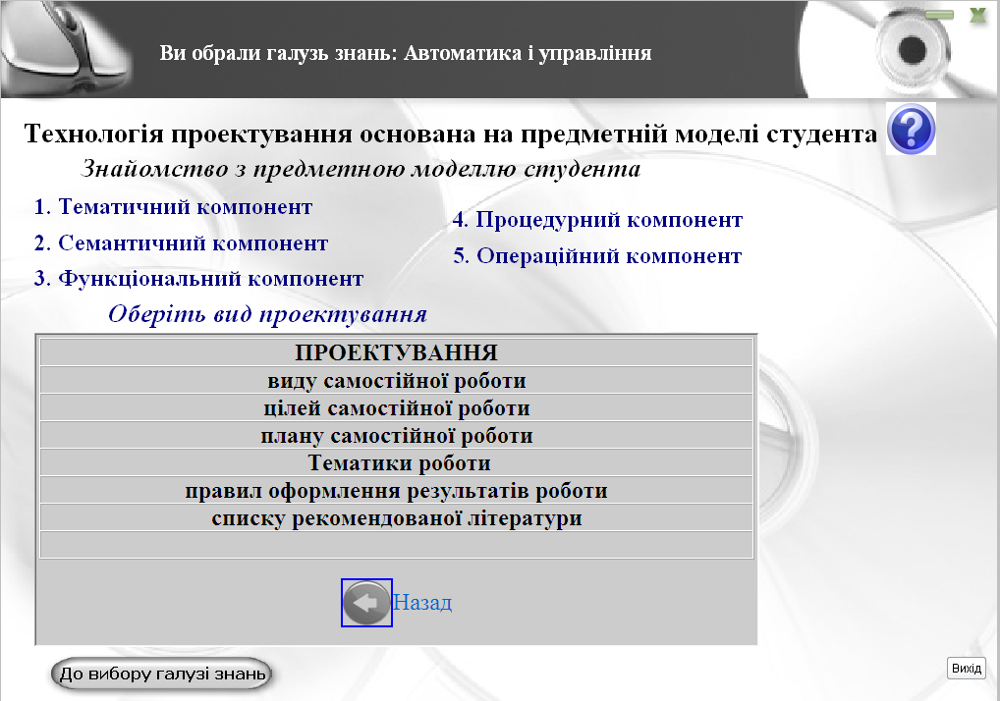 Ви обрали галузь знань: Автоматика і управління
Технологія проектування основана на предметній моделі студента
Знайомство з предметною моделлю студента
1. Тематичний компонент
2. Семантичний компонент
3. Функціональний компонент
4. Процедурний компонент
5. Операційний компонент
Оберіть вид проектування
ПРОЕКТУВАННЯ
виду самостійної роботи
цілей самостійної роботи
плану самостійної роботи
Тематики роботи
правил оформлення результатів роботи
списку рекомендованої літератури
Назад
До вибору галузі знань
Вихід